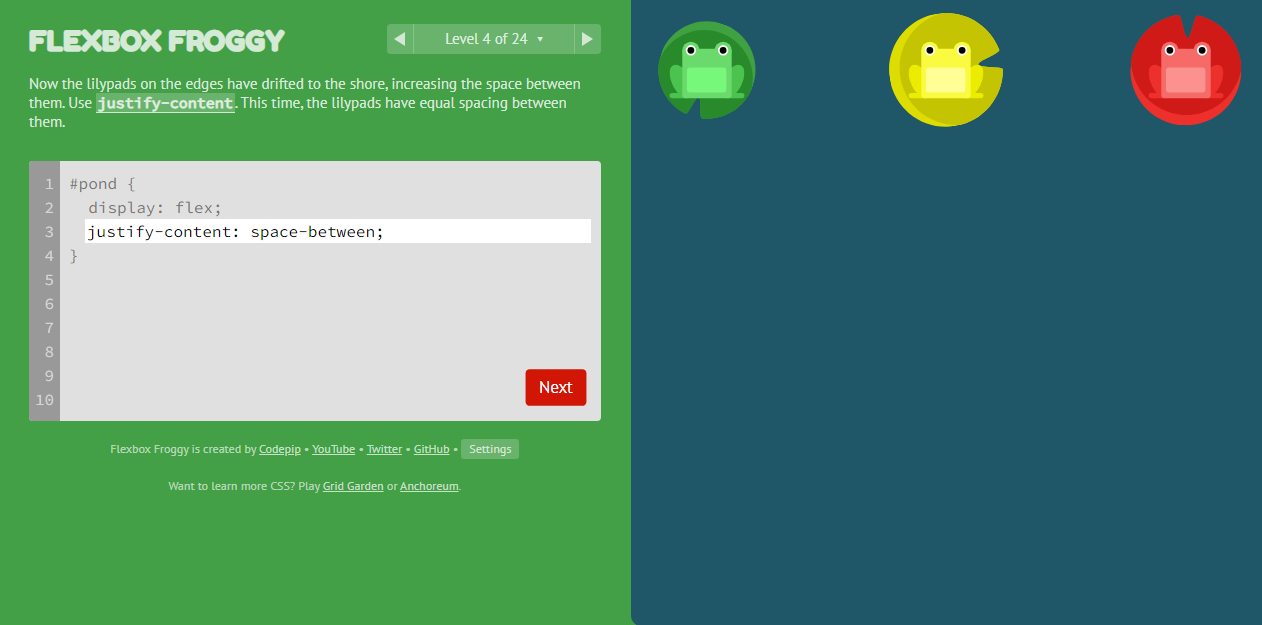 FLEXBOX FROGGY
◀ Level 4 of 24 ▾ ▶
Now the lilypads on the edges have drifted to the shore, increasing the space between
them. Use justify-content. This time, the lilypads have equal spacing between
them.
1 #pond {
2 display: flex;
3 justify-content: space-between;
4 }
5
6
7
8
9
10
Next
Flexbox Froggy is created by Codepip • YouTube • Twitter • GitHub • Settings
Want to learn more CSS? Play Grid Garden or Anchoreum.